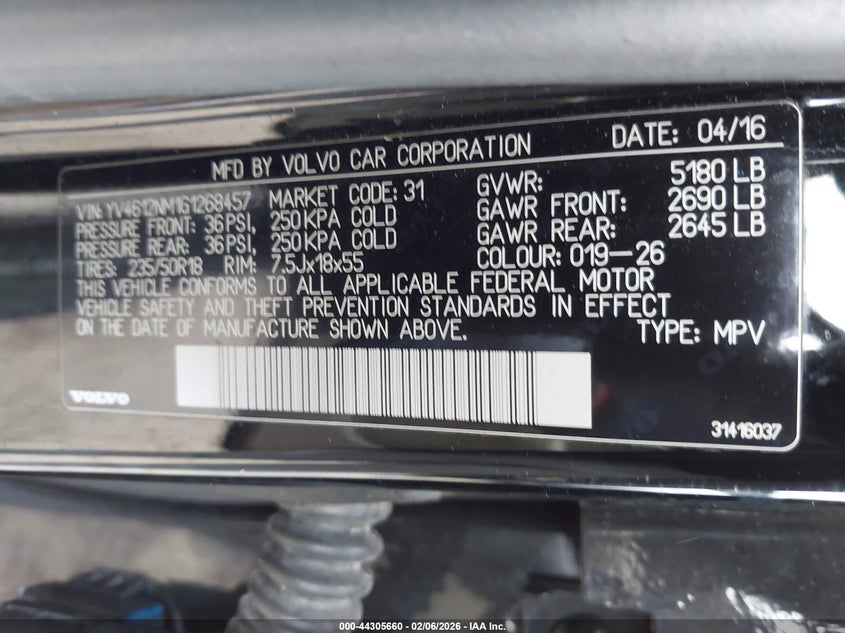 MFD BY VOLVO CAR CORPORATION DATE: 04/16
VIN: YV4612NM1G1268457 MARKET CODE: 31 GVWR: 5180 LB
PRESSURE FRONT: 36PSI, 250KPA COLD GAWR FRONT: 2690 LB
PRESSURE REAR: 36PSI, 250KPA COLD GAWR REAR: 2645 LB
TIRES: 235/50R18 RIM: 7.5Jx18x55 COLOUR: 019-26
THIS VEHICLE CONFORMS TO ALL APPLICABLE FEDERAL MOTOR
VEHICLE SAFETY AND THEFT PREVENTION STANDARDS IN EFFECT
ON THE DATE OF MANUFACTURE SHOWN ABOVE. TYPE: MPV
VOLVO
31416037
000-44305660 - 02/06/2026 - IAA Inc.